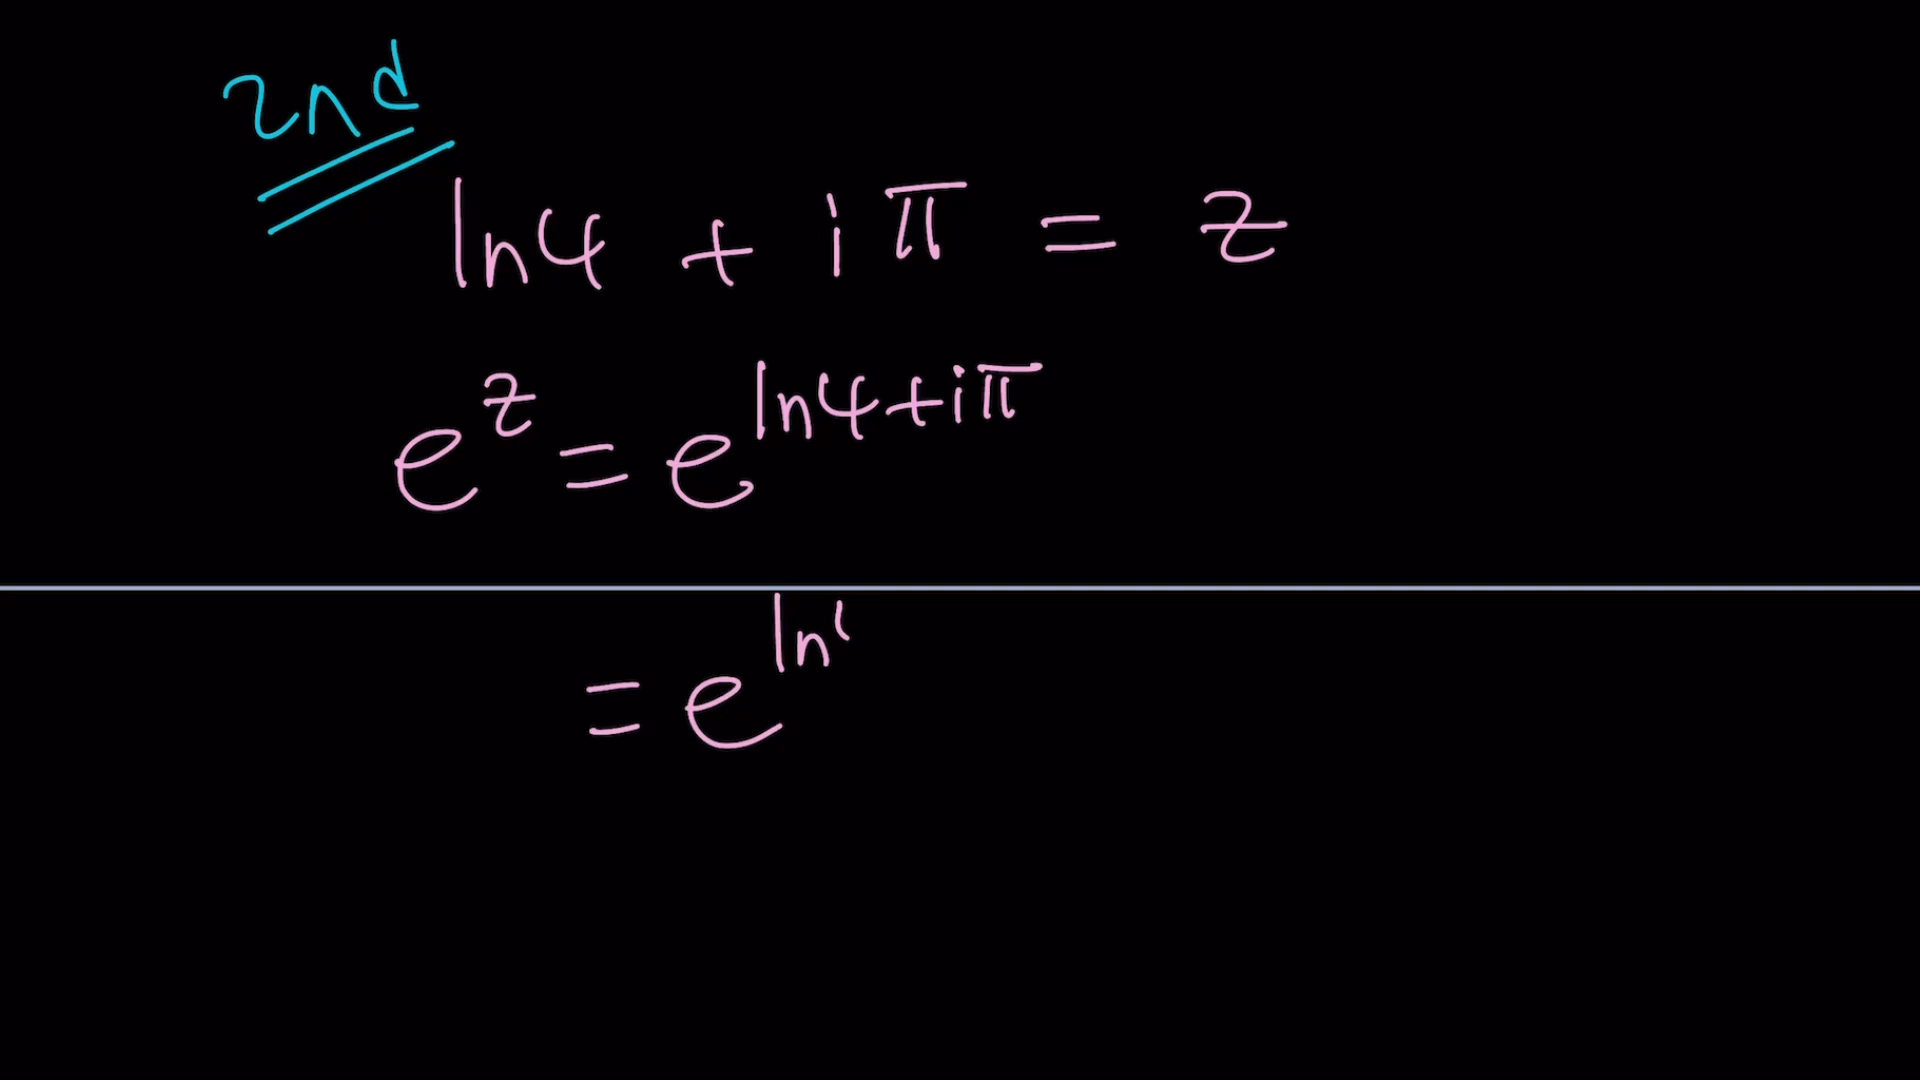 2nd
ln4 + iπ = z
e^z = e^{ln4+iπ}
= e^{ln